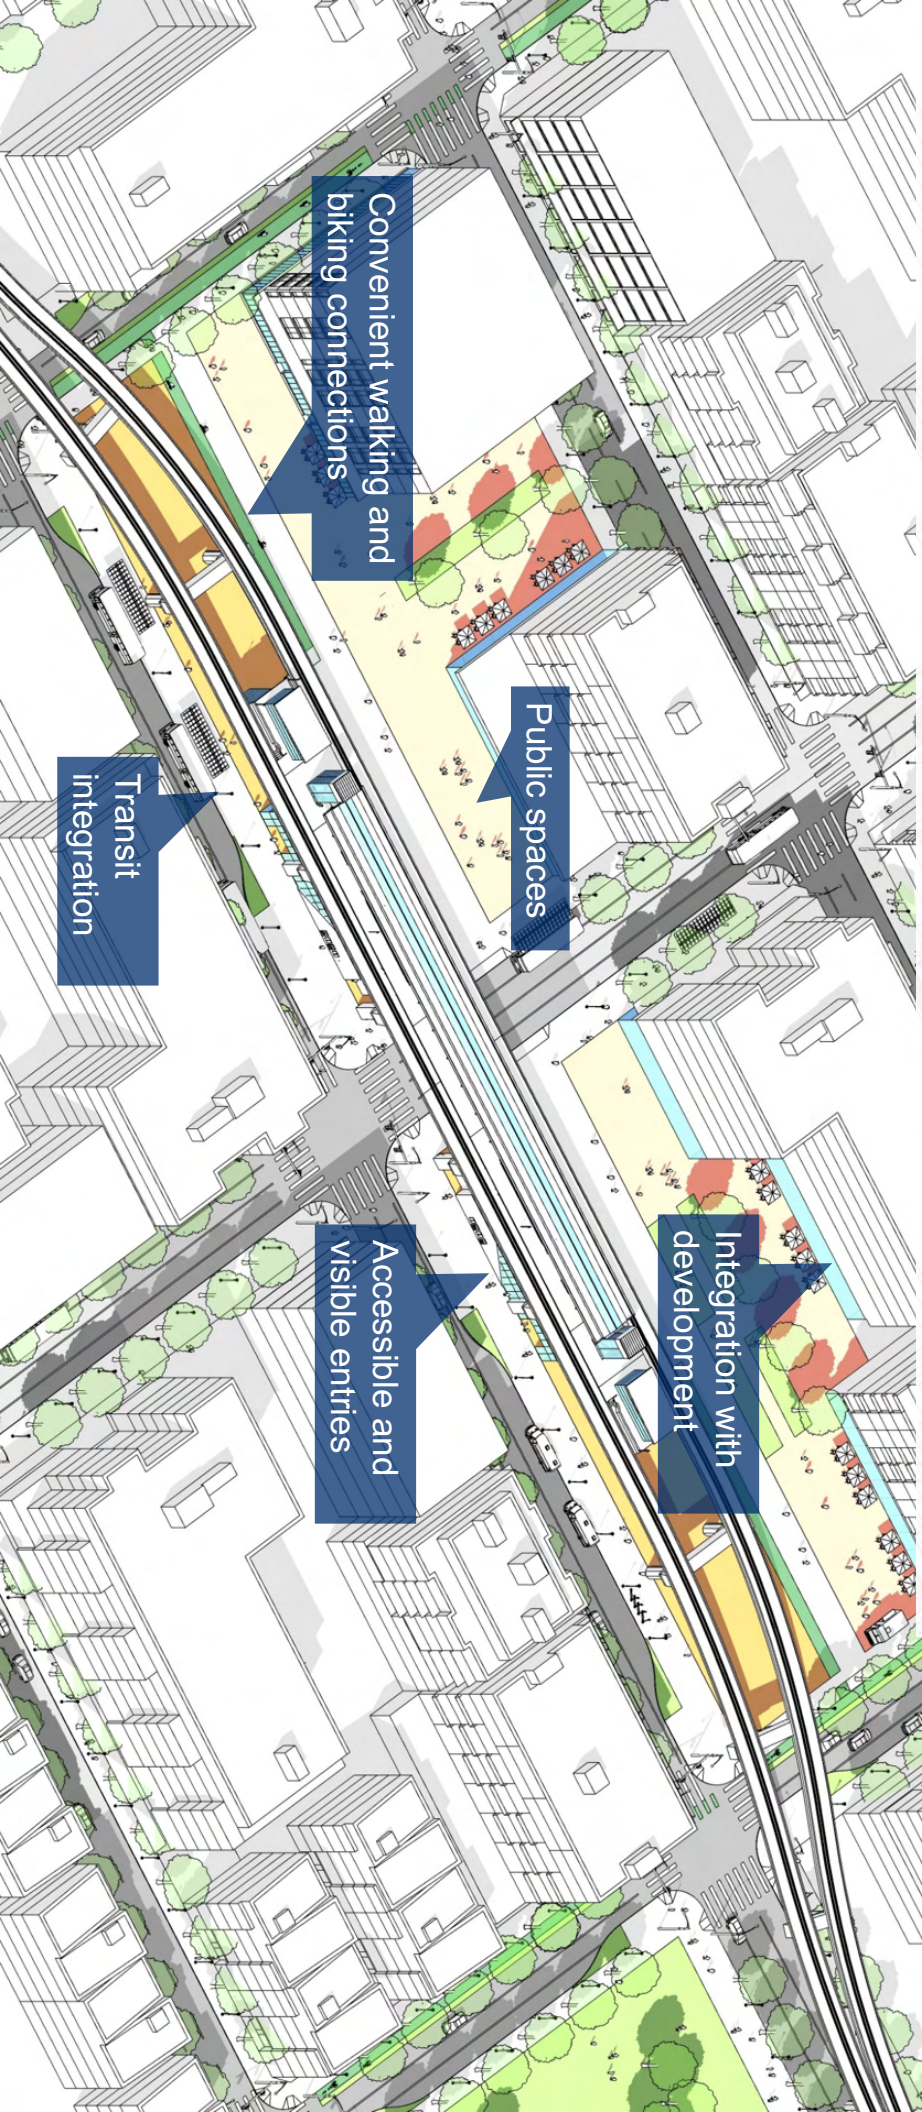 Convenient walking and
biking connections
Public spaces
Transit
integration
Integration with
development
Accessible and
visible entries